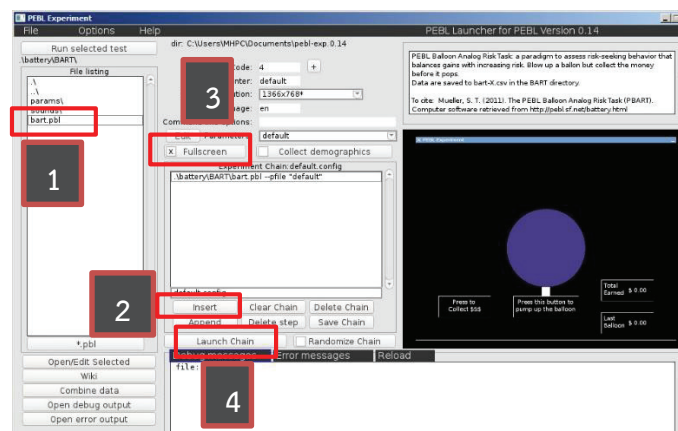 PEBL Experiment
File Options Help
PEBL Launcher for PEBL Version 0.14
Run selected test
.\battery\BART\
File listing
.\
..\
params\
sounds\
bart.pbl
1
*.pbl
Open/Edit Selected
Wiki
Combine data
Open debug output
Open error output
dir: C:\Users\MHPC\Documents\pebl-exp.0.14
Code: 4 +
default
1366x768*
en
3
Edit default
X Fullscreen Collect demographics
Experiment Chain:default.config
.\battery\BART\bart.pbl --pfile "default"
default.config
2
Insert Clear Chain Delete Chain
Append Delete step Save Chain
Launch Chain Randomize Chain
Debug messages Error messages Reload
file:
4
PEBL Balloon Analog Risk Task: a paradigm to assess risk-seeking behavior that
balances gains with increasing risk. Blow up a ballon but collect the money
before it pops.
Data are saved to bart-X.csv in the BART directory.
To cite: Mueller, S. T. (2011). The PEBL Balloon Analog Risk Task (PBART).
Computer software retrieved from http://pebl.sf.net/battery.html
PEBL Experiment
Press to
Collect $$$
Press this button to
pump up the balloon
Total
Earned $ 0.00
Last
Balloon $ 0.00